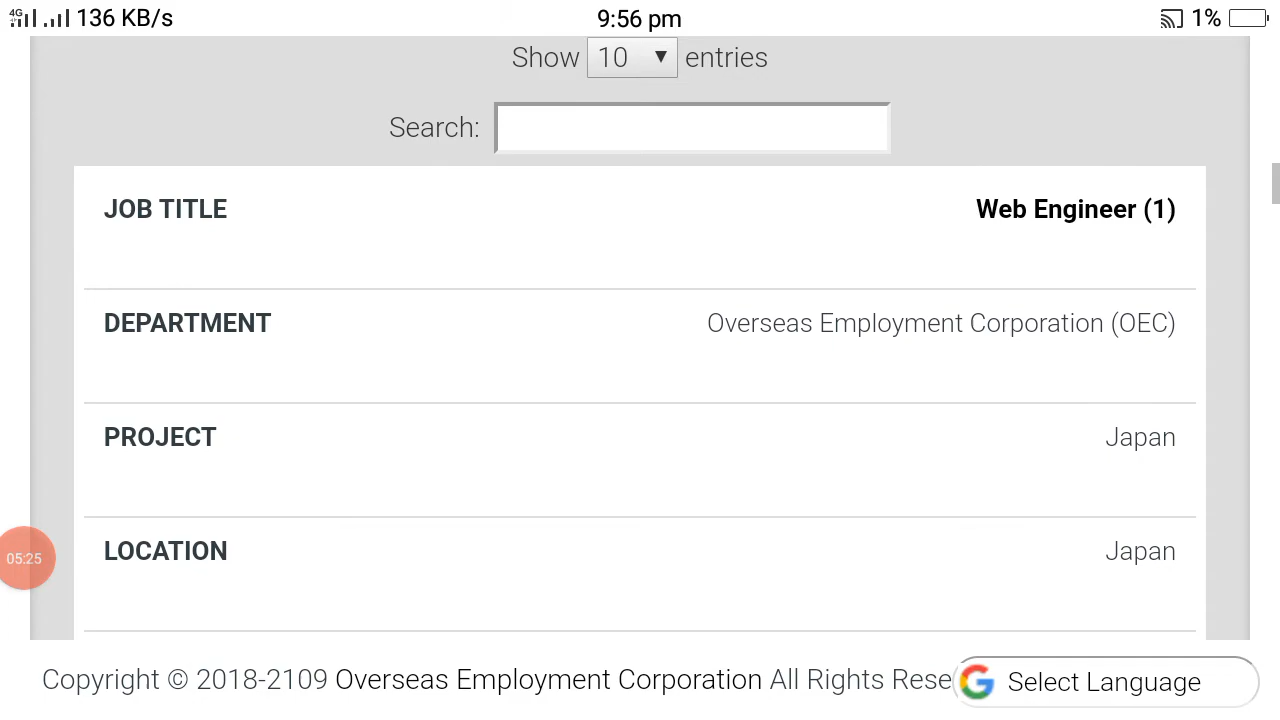 4G 136 KB/s 9:56 pm 1%
Show 10 entries
Search:
JOB TITLE Web Engineer (1)
DEPARTMENT Overseas Employment Corporation (OEC)
PROJECT Japan
LOCATION Japan
05:25
Copyright © 2018-2109 Overseas Employment Corporation All Rights Rese
Select Language